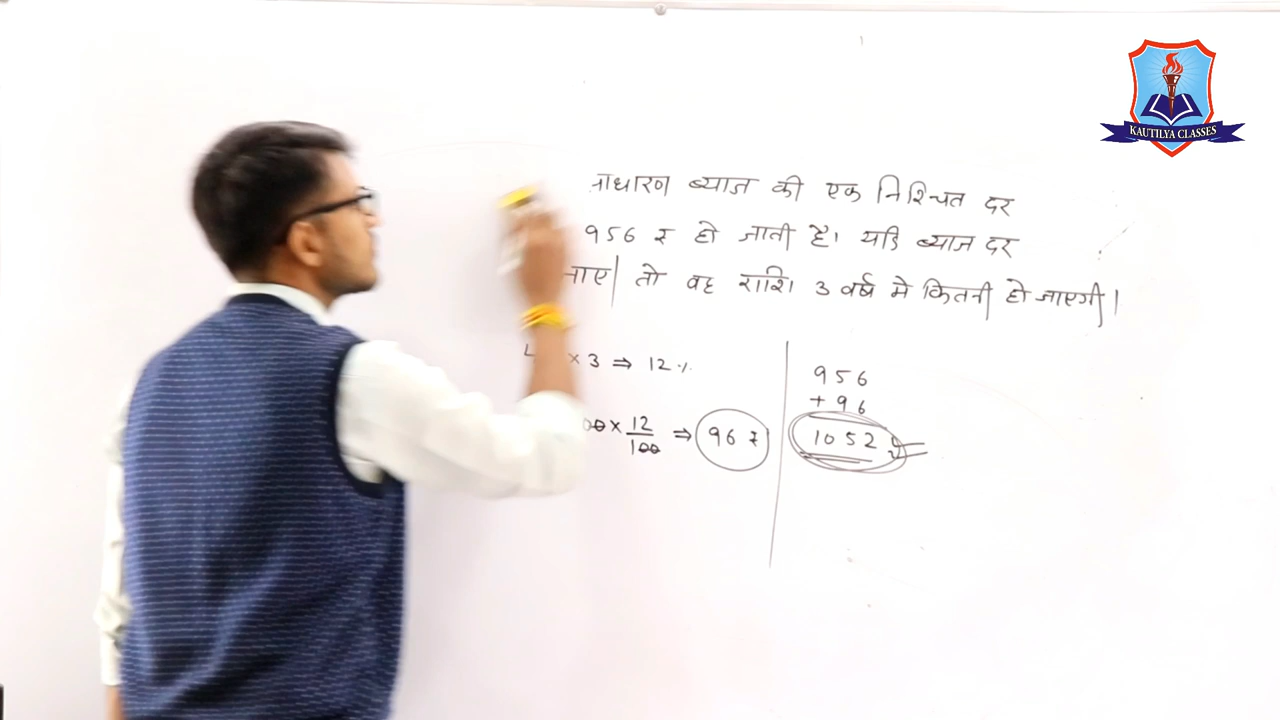 KAUTILYA CLASSES
ब्याज की एक निश्चित दर
956 रु हो जाती है। यदि ब्याज दर
तो वह राशि 3 वर्ष मे कितनी हो जाएगी।
× 3 ⇒ 12%
× 12/100 ⇒ 96 रु
956
+ 96
1052